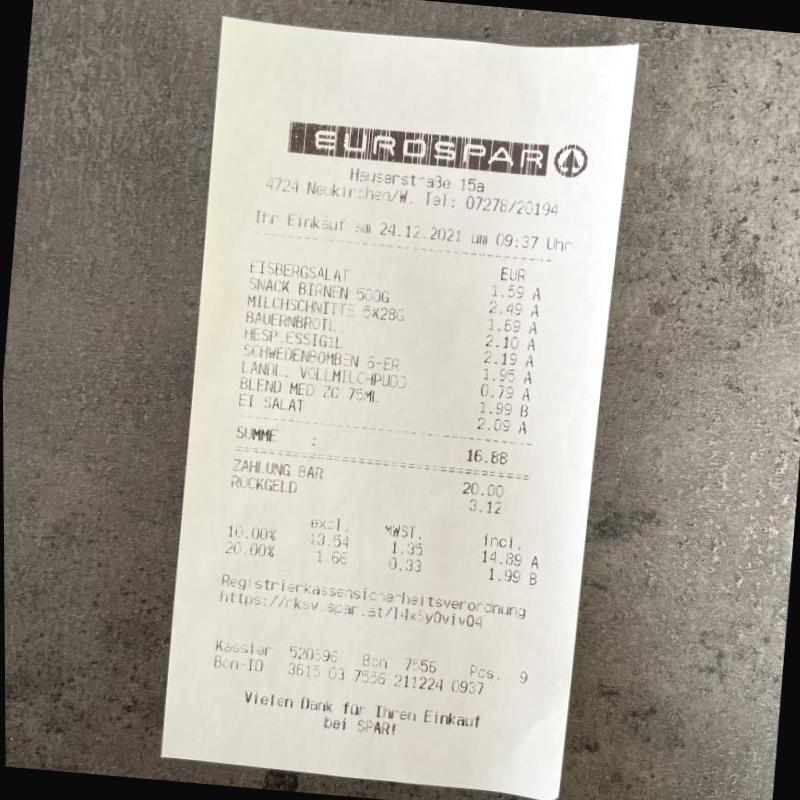 EUROSPAR
Hauserstraße 15a
4724 Neukirchen/W. Tel: 07278/20194
Ihr Einkauf am 24.12.2021 um 09:37 Uhr
EUR
EISBERGSALAT 1.59 A
SNACK BIRNEN 500G 2.49 A
MILCHSCHNITTE 5X28G 1.69 A
BAUERNBROTL. 2.10 A
HESP.ESSIG1L 2.19 A
SCHWEDENBOMBEN 6-ER 1.95 A
LANDL. VOLLMILCHPUDD 0.79 A
BLEND MED ZC 75ML 1.99 B
EI SALAT 2.09 A
SUMME : 16.88
ZAHLUNG BAR 20.00
RÜCKGELD 3.12
excl. MWST. incl.
10.00% 13.54 1.35 14.89 A
20.00% 1.66 0.33 1.99 B
Registrierkassensicherheitsverordnung
https://rksv.spar.at/l4xSyOvivQ4
Kassier 520696 Bon 7556 Pos. 9
Bon-ID 3615 03 7556 211224 0937
Vielen Dank für Ihren Einkauf
bei SPAR!